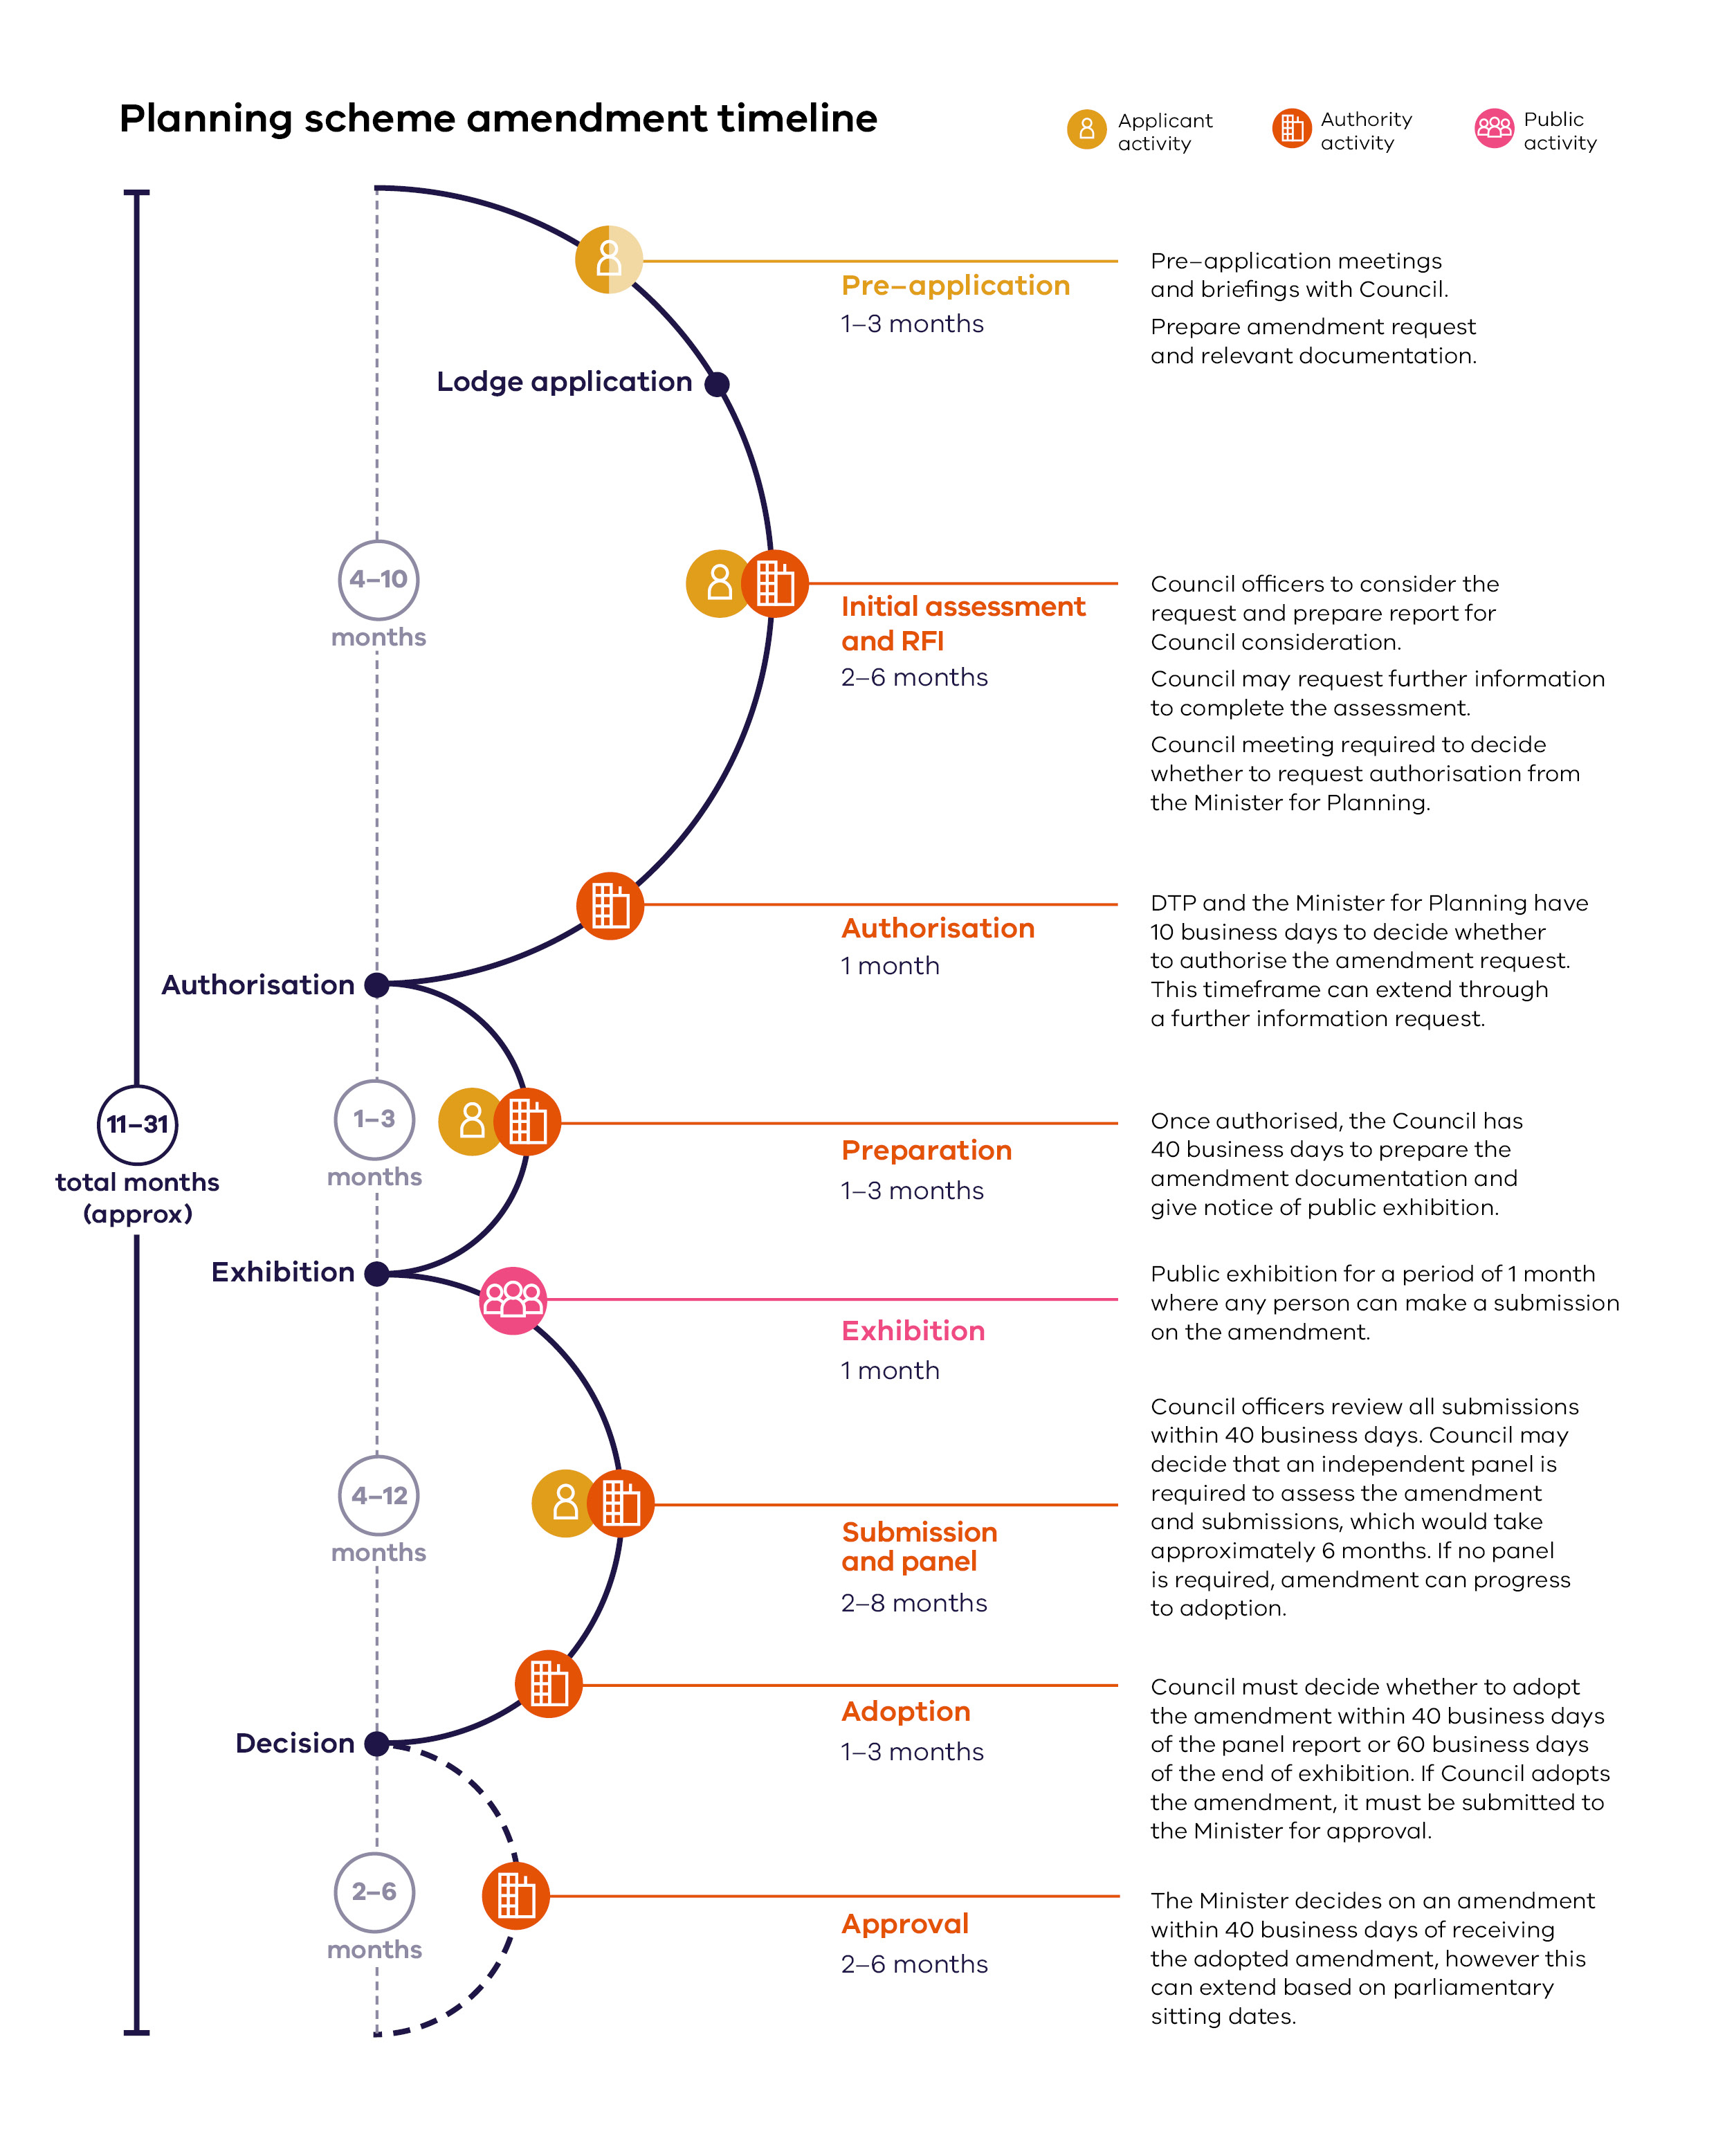 Planning scheme amendment timeline
Applicant
activity
Authority
activity
Public
activity
Pre–application
1–3 months
Pre–application meetings
and briefings with Council.
Prepare amendment request
and relevant documentation.
Lodge application
4–10
months
Initial assessment
and RFI
2–6 months
Council officers to consider the
request and prepare report for
Council consideration.
Council may request further information
to complete the assessment.
Council meeting required to decide
whether to request authorisation from
the Minister for Planning.
Authorisation
1 month
DTP and the Minister for Planning have
10 business days to decide whether
to authorise the amendment request.
This timeframe can extend through
a further information request.
Authorisation
11–31
total months
(approx)
1–3
months
Preparation
1–3 months
Once authorised, the Council has
40 business days to prepare the
amendment documentation and
give notice of public exhibition.
Exhibition
Exhibition
1 month
Public exhibition for a period of 1 month
where any person can make a submission
on the amendment.
4–12
months
Submission
and panel
2–8 months
Council officers review all submissions
within 40 business days. Council may
decide that an independent panel is
required to assess the amendment
and submissions, which would take
approximately 6 months. If no panel
is required, amendment can progress
to adoption.
Adoption
1–3 months
Council must decide whether to adopt
the amendment within 40 business days
of the panel report or 60 business days
of the end of exhibition. If Council adopts
the amendment, it must be submitted to
the Minister for approval.
Decision
2–6
months
Approval
2–6 months
The Minister decides on an amendment
within 40 business days of receiving
the adopted amendment, however this
can extend based on parliamentary
sitting dates.